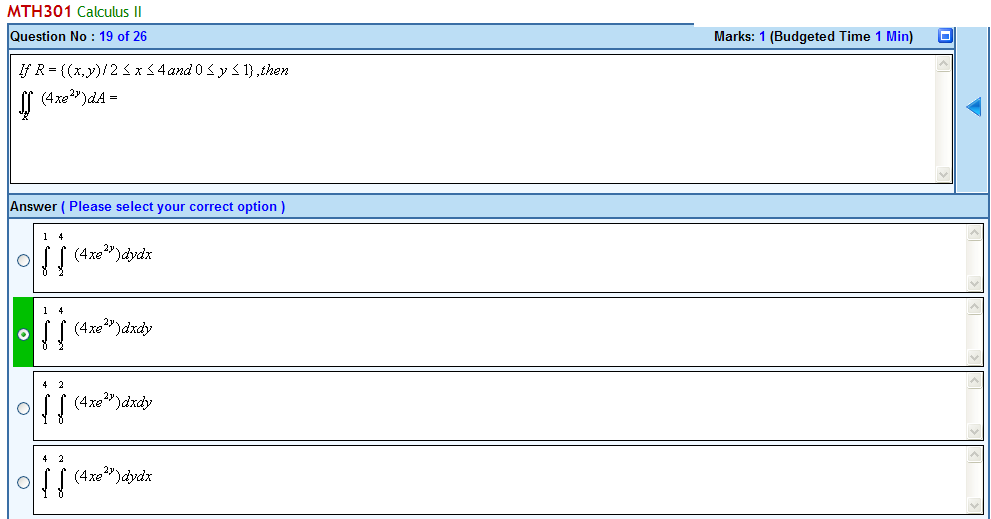 MTH301 Calculus II
Question No : 19 of 26 Marks: 1 (Budgeted Time 1 Min)
If R = {(x, y) / 2 ≤ x ≤ 4 and 0 ≤ y ≤ 1}, then
∬_R (4xe^{2y})dA =
Answer ( Please select your correct option )
∫_0^1 ∫_2^4 (4xe^{2y})dydx
∫_0^1 ∫_2^4 (4xe^{2y})dxdy
∫_1^4 ∫_0^2 (4xe^{2y})dxdy
∫_1^4 ∫_0^2 (4xe^{2y})dydx